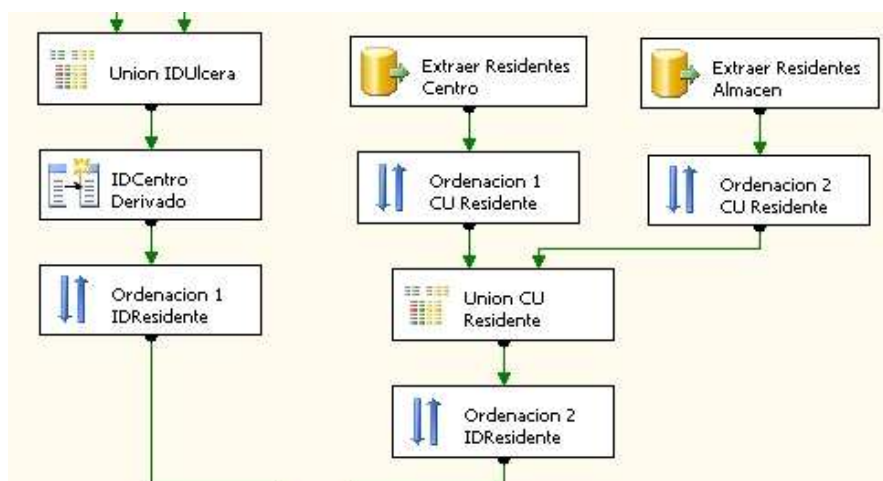 Union IDUlcera
Extraer Residentes
Centro
Extraer Residentes
Almacen
IDCentro
Derivado
Ordenacion 1
CU Residente
Ordenacion 2
CU Residente
Ordenacion 1
IDResidente
Union CU
Residente
Ordenacion 2
IDResidente